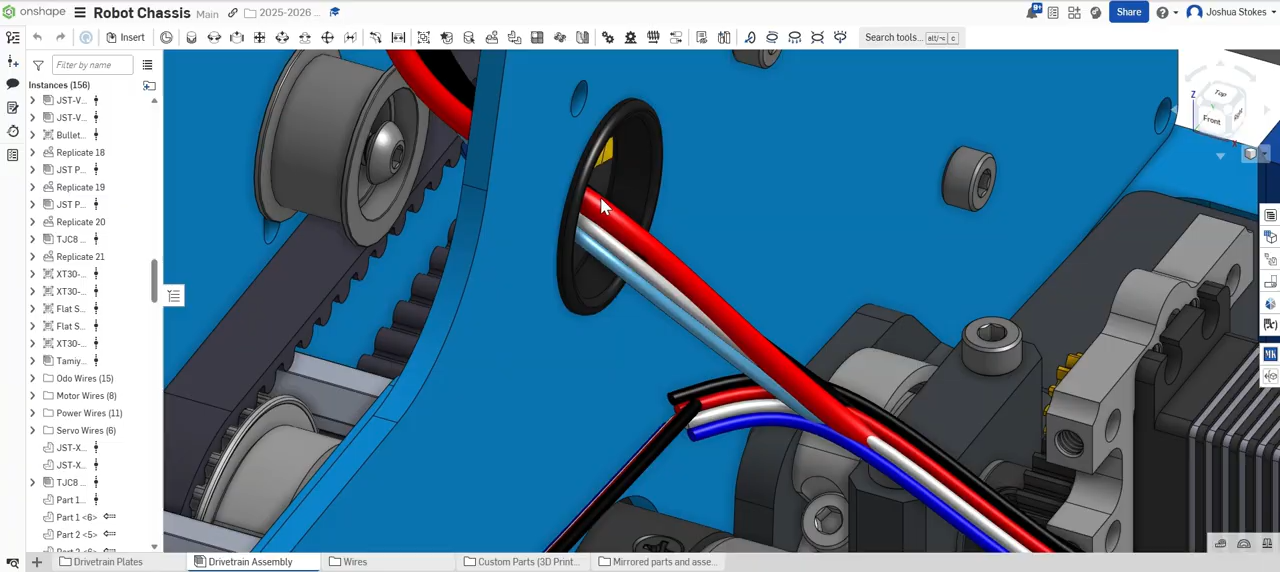 onshape Robot Chassis Main 2025-2026 ... 9+ Share Joshua Stokes
Insert Search tools... alt/⌥ c
Filter by name
Instances (156)
JST-V...
JST-V...
Bullet...
Replicate 18
JST P...
Replicate 19
JST P...
Replicate 20
TJC8 ...
Replicate 21
XT30-...
XT30-...
Flat S...
Flat S...
XT30-...
Tamiy...
Odo Wires (15)
Motor Wires (8)
Power Wires (11)
Servo Wires (6)
JST-X...
JST-X...
TJC8 ...
Part 1...
Part 1 <6>
Part 2 <5>
Z
Top
Front
Right
X
Drivetrain Plates
Drivetrain Assembly
Wires
Custom Parts (3D Print...
Mirrored parts and asse...